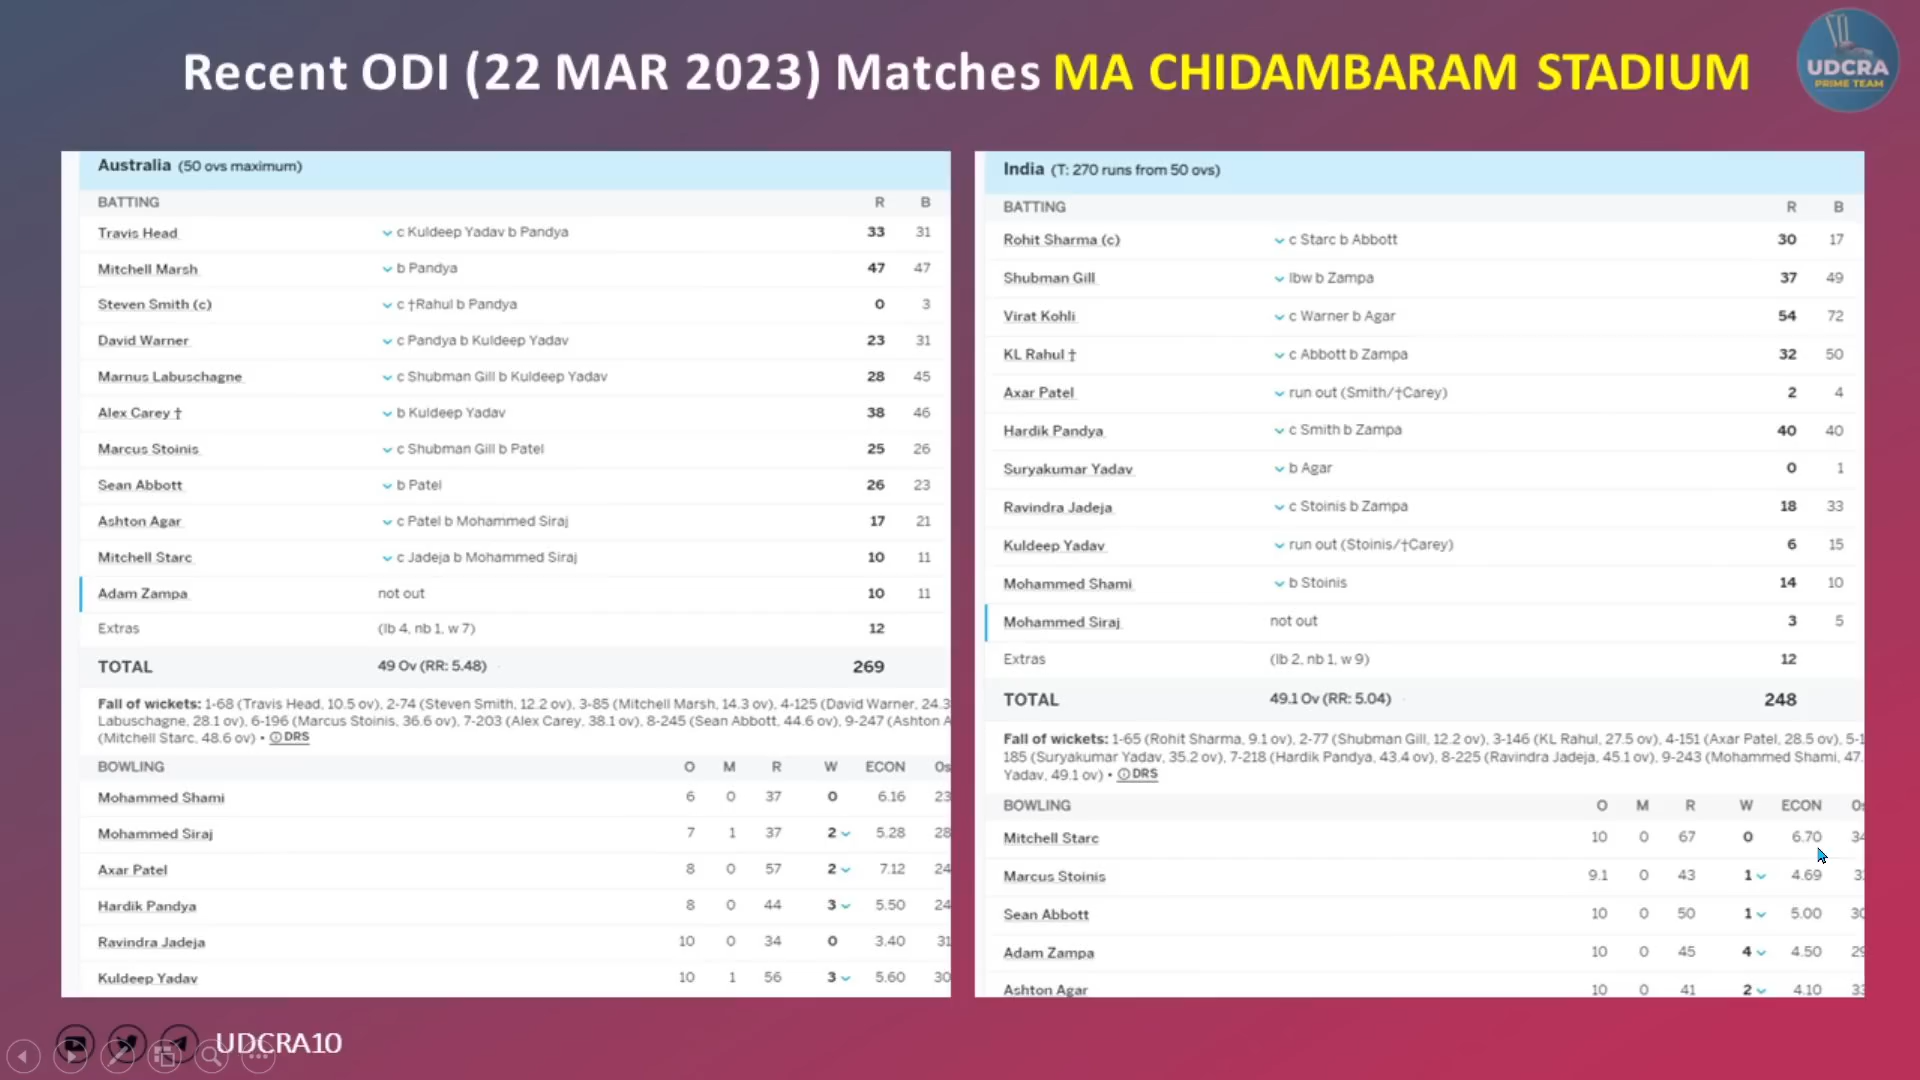 Recent ODI (22 MAR 2023) Matches MA CHIDAMBARAM STADIUM
UDCRA
PRIME TEAM
Australia (50 ovs maximum)
BATTING R B
Travis Head c Kuldeep Yadav b Pandya 33 31
Mitchell Marsh b Pandya 47 47
Steven Smith (c) c †Rahul b Pandya 0 3
David Warner c Pandya b Kuldeep Yadav 23 31
Marnus Labuschagne c Shubman Gill b Kuldeep Yadav 28 45
Alex Carey † b Kuldeep Yadav 38 46
Marcus Stoinis c Shubman Gill b Patel 25 26
Sean Abbott b Patel 26 23
Ashton Agar c Patel b Mohammed Siraj 17 21
Mitchell Starc c Jadeja b Mohammed Siraj 10 11
Adam Zampa not out 10 11
Extras (lb 4, nb 1, w 7) 12
TOTAL 49 Ov (RR: 5.48) 269
Fall of wickets: 1-68 (Travis Head, 10.5 ov), 2-74 (Steven Smith, 12.2 ov), 3-85 (Mitchell Marsh, 14.3 ov), 4-125 (David Warner, 24.3
Labuschagne, 28.1 ov), 6-196 (Marcus Stoinis, 36.6 ov), 7-203 (Alex Carey, 38.1 ov), 8-245 (Sean Abbott, 44.6 ov), 9-247 (Ashton A
(Mitchell Starc, 48.6 ov) • DRS
BOWLING O M R W ECON 0s
Mohammed Shami 6 0 37 0 6.16 23
Mohammed Siraj 7 1 37 2 5.28 28
Axar Patel 8 0 57 2 7.12 24
Hardik Pandya 8 0 44 3 5.50 24
Ravindra Jadeja 10 0 34 0 3.40 31
Kuldeep Yadav 10 1 56 3 5.60 30
India (T: 270 runs from 50 ovs)
BATTING R B
Rohit Sharma (c) c Starc b Abbott 30 17
Shubman Gill lbw b Zampa 37 49
Virat Kohli c Warner b Agar 54 72
KL Rahul † c Abbott b Zampa 32 50
Axar Patel run out (Smith/†Carey) 2 4
Hardik Pandya c Smith b Zampa 40 40
Suryakumar Yadav b Agar 0 1
Ravindra Jadeja c Stoinis b Zampa 18 33
Kuldeep Yadav run out (Stoinis/†Carey) 6 15
Mohammed Shami b Stoinis 14 10
Mohammed Siraj not out 3 5
Extras (lb 2, nb 1, w 9) 12
TOTAL 49.1 Ov (RR: 5.04) 248
Fall of wickets: 1-65 (Rohit Sharma, 9.1 ov), 2-77 (Shubman Gill, 12.2 ov), 3-146 (KL Rahul, 27.5 ov), 4-151 (Axar Patel, 28.5 ov), 5-1
185 (Suryakumar Yadav, 35.2 ov), 7-218 (Hardik Pandya, 43.4 ov), 8-225 (Ravindra Jadeja, 45.1 ov), 9-243 (Mohammed Shami, 47.
Yadav, 49.1 ov) • DRS
BOWLING O M R W ECON
Mitchell Starc 10 0 67 0 6.70 34
Marcus Stoinis 9.1 0 43 1 4.69 3
Sean Abbott 10 0 50 1 5.00 30
Adam Zampa 10 0 45 4 4.50 29
Ashton Agar 10 0 41 2 4.10 33
UDCRA10